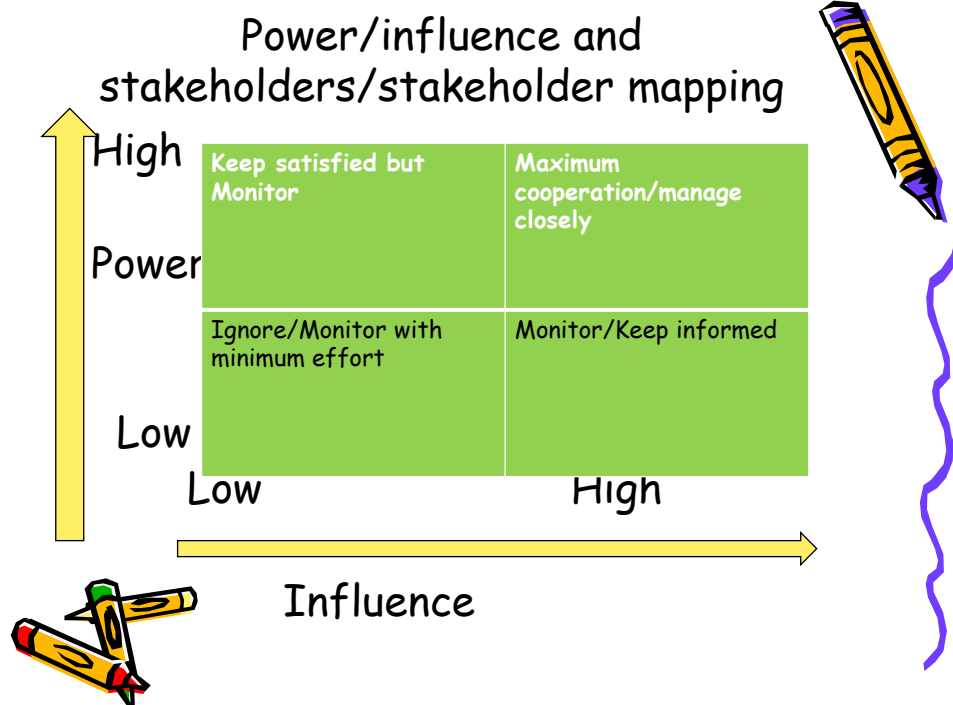 Power/influence and
stakeholders/stakeholder mapping
High
Keep satisfied but
Monitor
Maximum
cooperation/manage
closely
Power
Ignore/Monitor with
minimum effort
Monitor/Keep informed
Low
Low
High
Influence